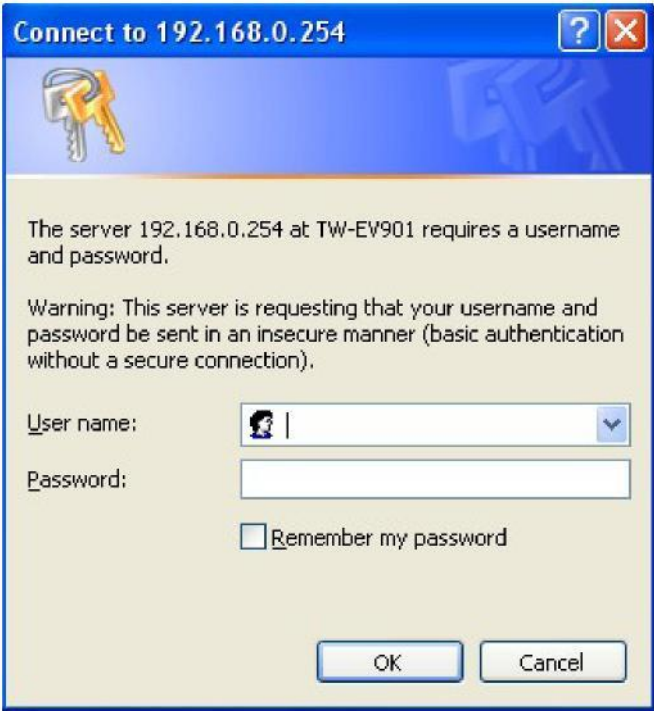 Connect to 192.168.0.254
The server 192.168.0.254 at TW-EV901 requires a username
and password.
Warning: This server is requesting that your username and
password be sent in an insecure manner (basic authentication
without a secure connection).
User name:
Password:
Remember my password
OK
Cancel